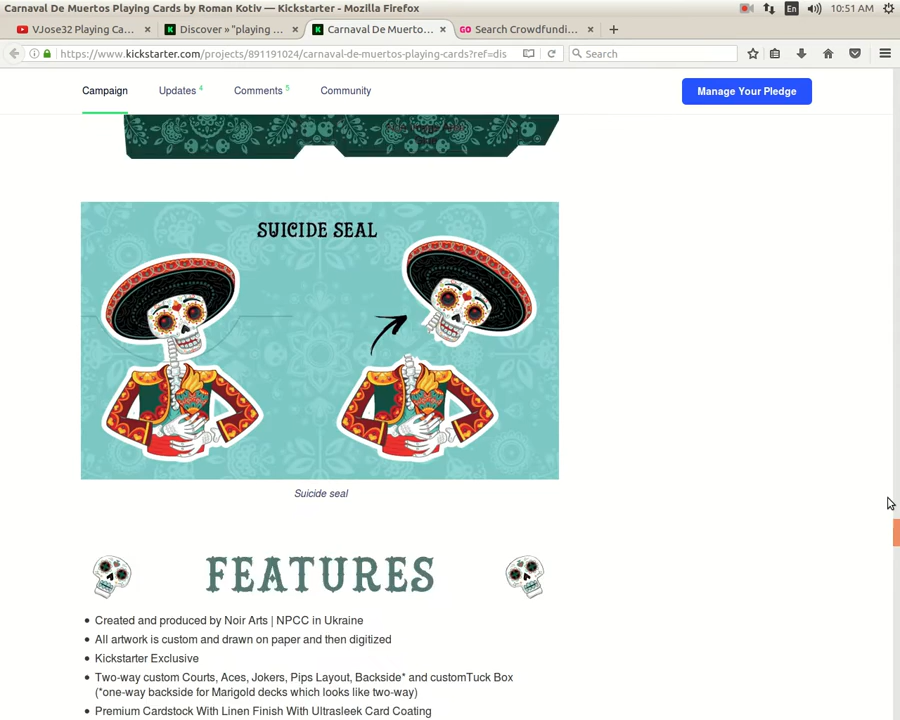 Carnaval De Muertos Playing Cards by Roman Kotiv — Kickstarter - Mozilla Firefox
En
10:51 AM
VJose32 Playing Ca...
Discover » "playing ...
Carnaval De Muerto...
Search Crowdfundi...
https://www.kickstarter.com/projects/891191024/carnaval-de-muertos-playing-cards?ref=dis
Search
Campaign
Updates 4
Comments 5
Community
Manage Your Pledge
SUICIDE SEAL
Suicide seal
FEATURES
Created and produced by Noir Arts | NPCC in Ukraine
All artwork is custom and drawn on paper and then digitized
Kickstarter Exclusive
Two-way custom Courts, Aces, Jokers, Pips Layout, Backside* and customTuck Box
(*one-way backside for Marigold decks which looks like two-way)
Premium Cardstock With Linen Finish With Ultrasleek Card Coating